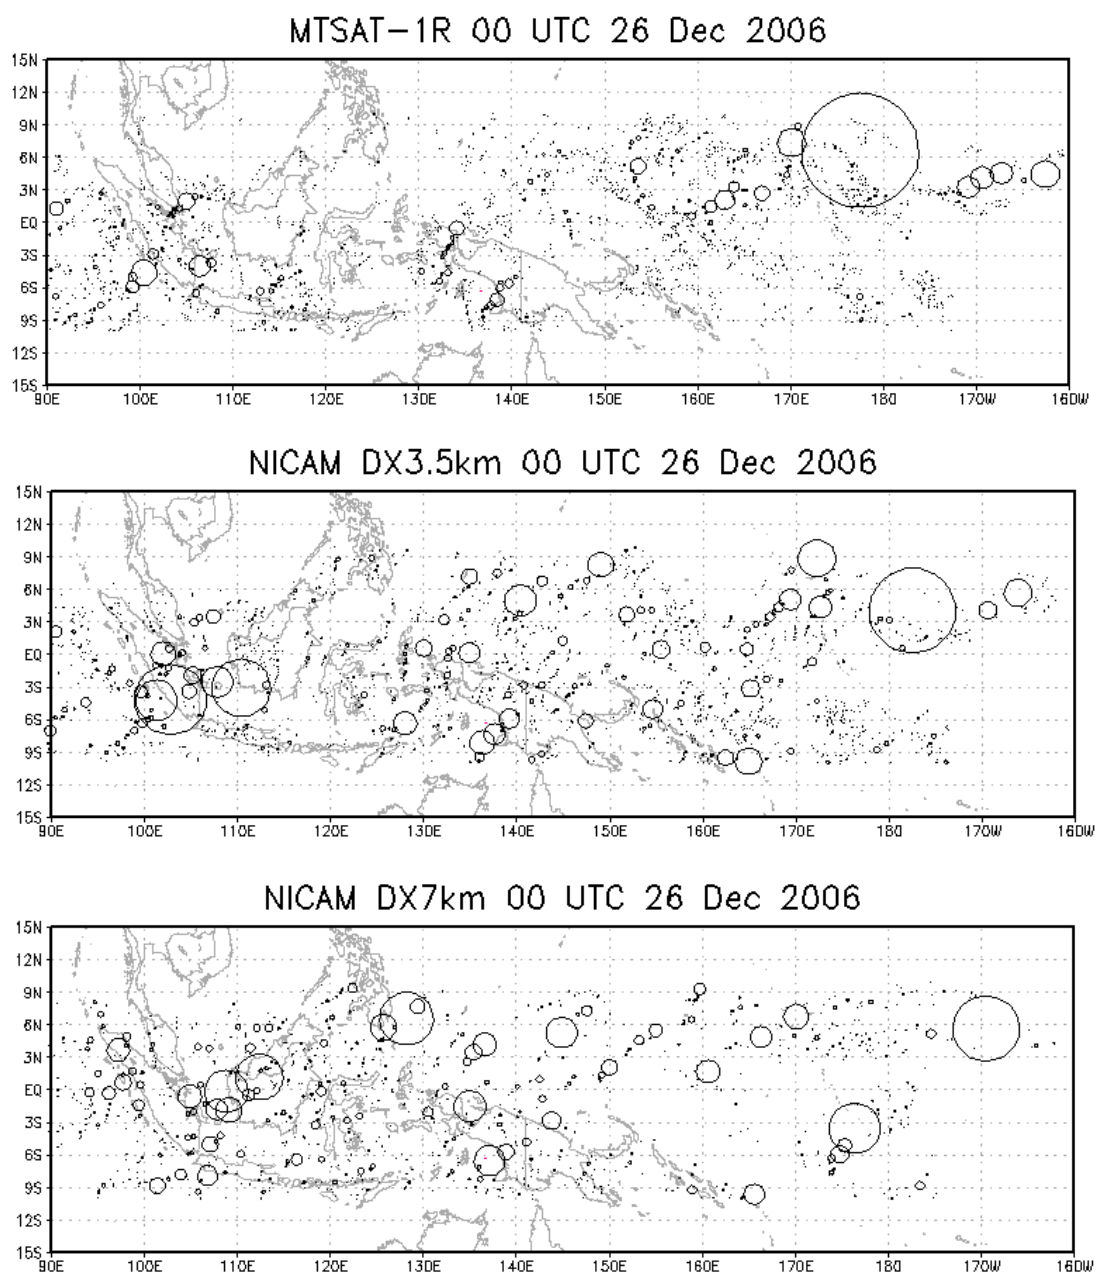 MTSAT-1R 00 UTC 26 Dec 2006
15N
12N
9N
6N
3N
EQ
3S
6S
9S
12S
15S
90E 100E 110E 120E 130E 140E 150E 160E 170E 180 170W 160W
NICAM DX3.5km 00 UTC 26 Dec 2006
15N
12N
9N
6N
3N
EQ
3S
6S
9S
12S
15S
90E 100E 110E 120E 130E 140E 150E 160E 170E 180 170W 160W
NICAM DX7km 00 UTC 26 Dec 2006
15N
12N
9N
6N
3N
EQ
3S
6S
9S
12S
15S
90E 100E 110E 120E 130E 140E 150E 160E 170E 180 170W 160W